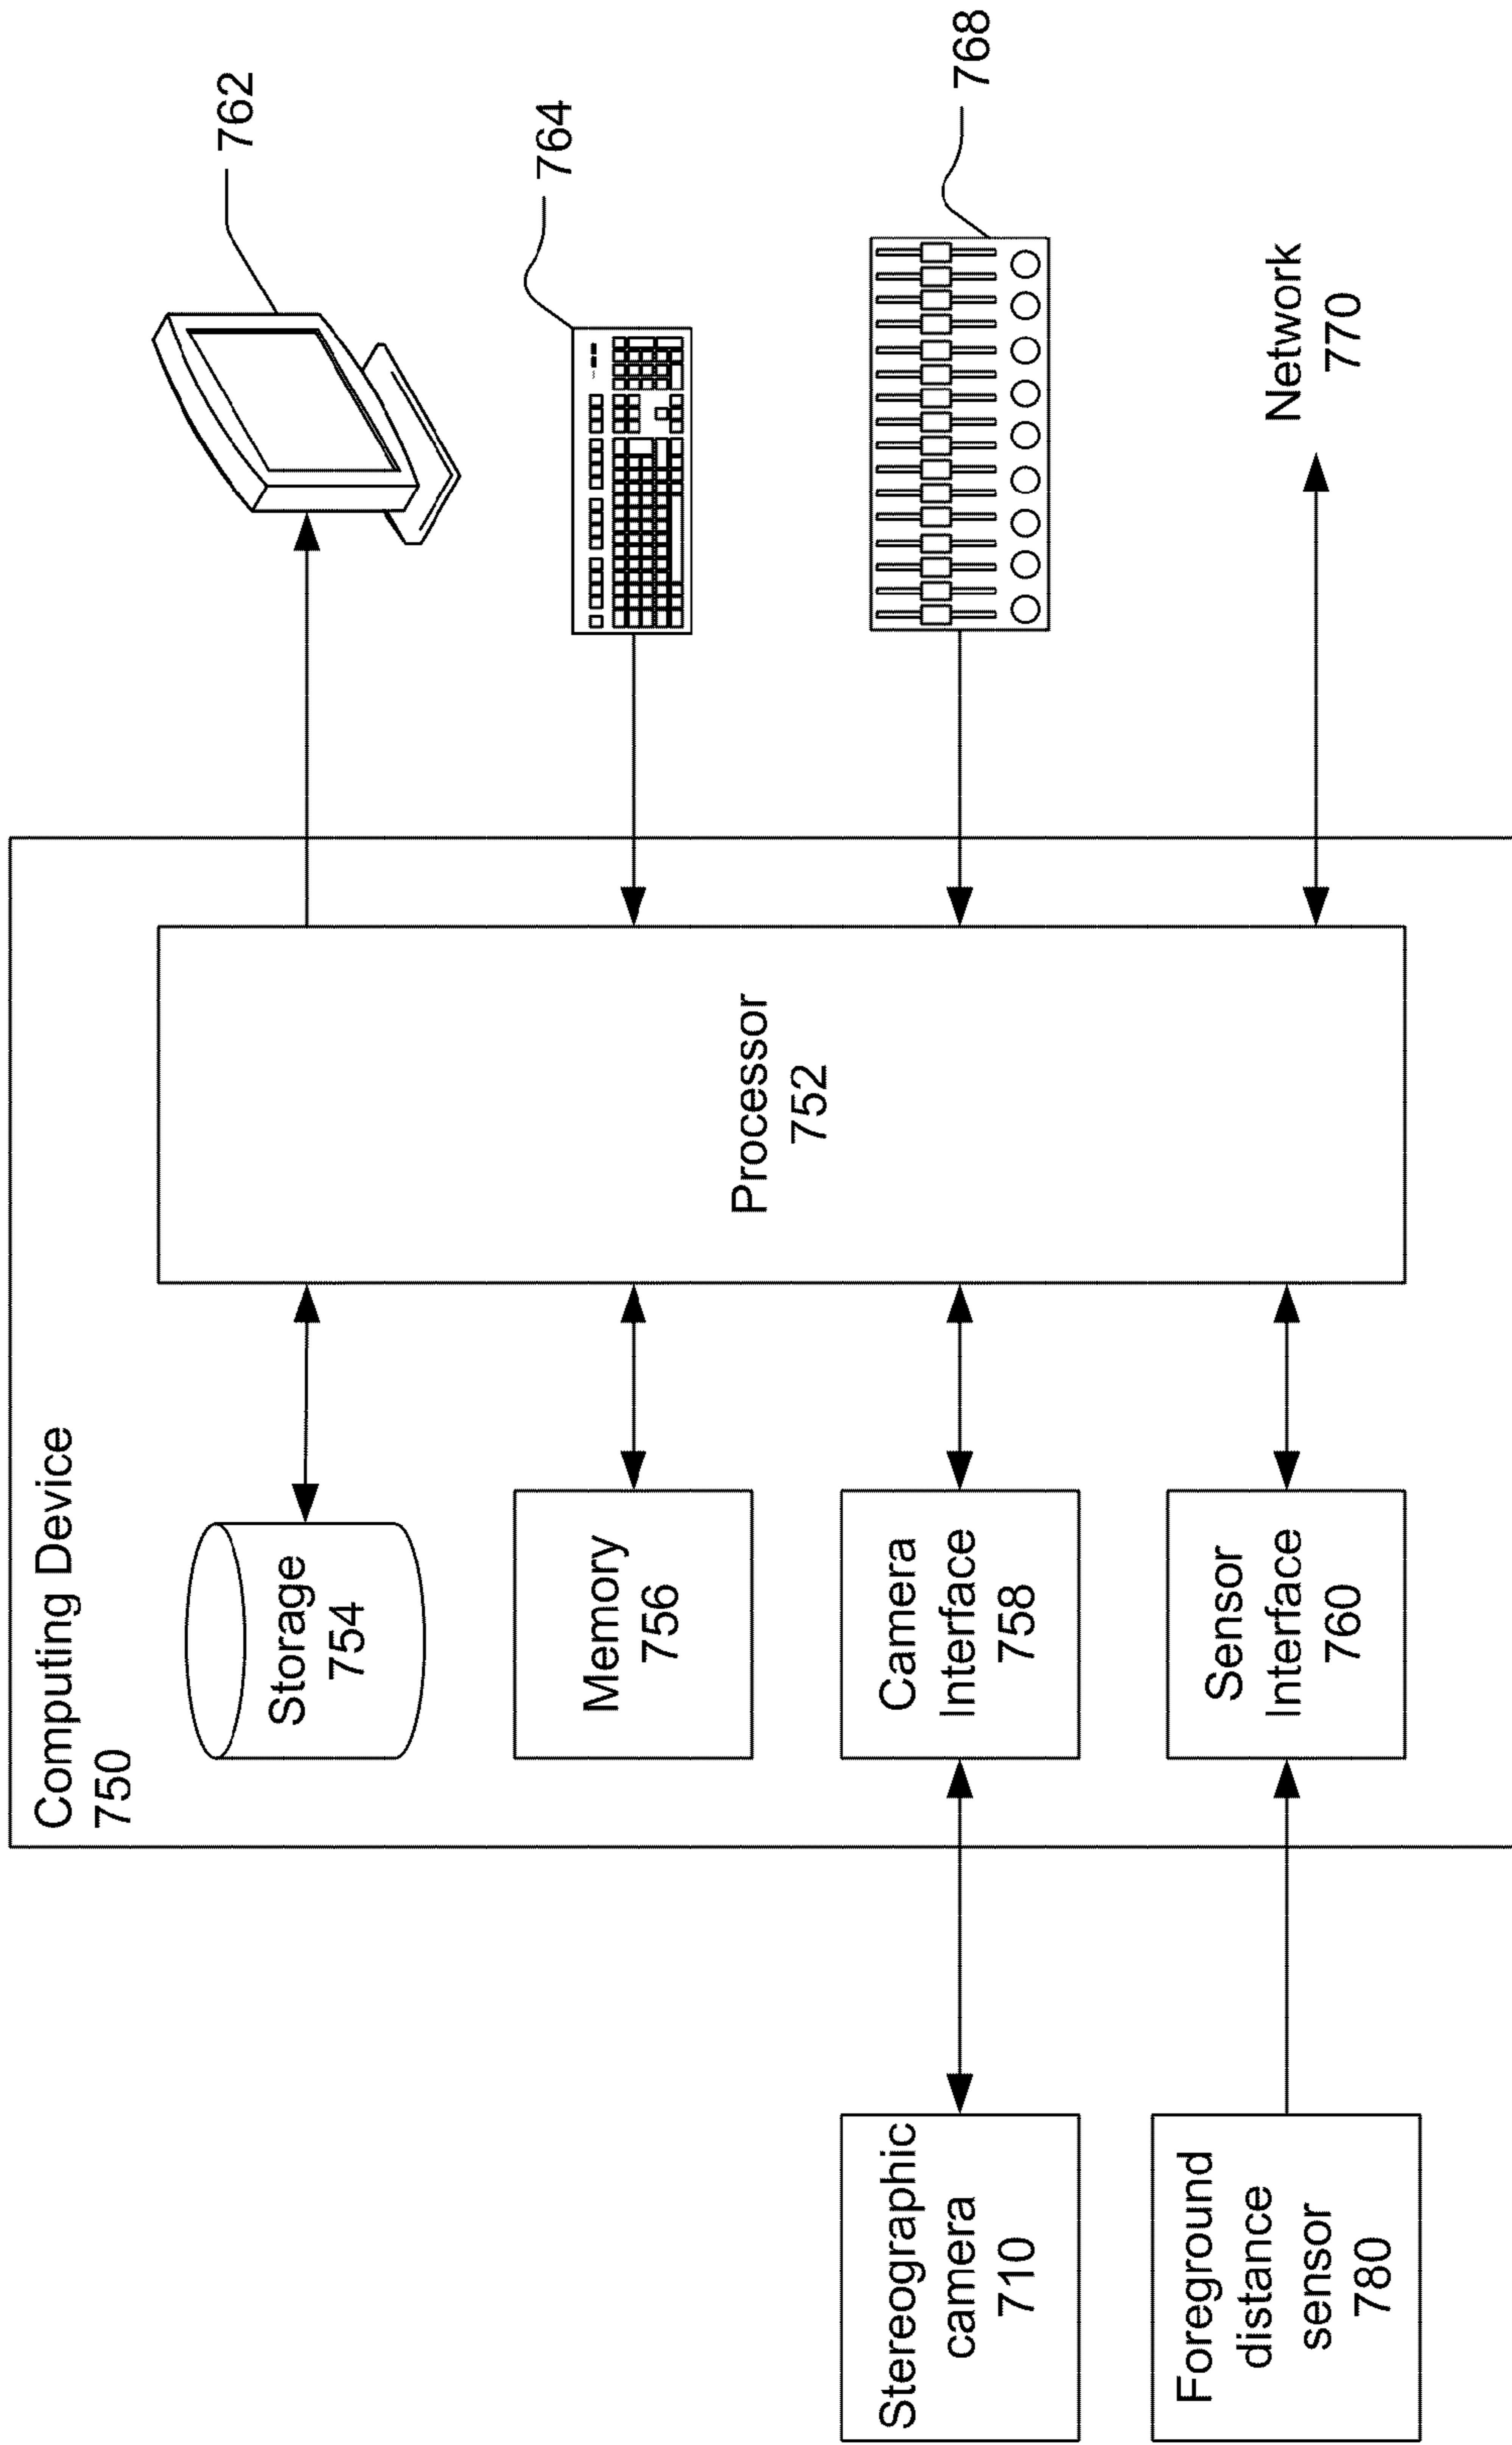 Computing Device
750
Storage
754
Memory
756
Camera
Interface
758
Sensor
Interface
760
Processor
752
Stereographic
camera
710
Foreground
distance
sensor
780
762
764
768
Network
770